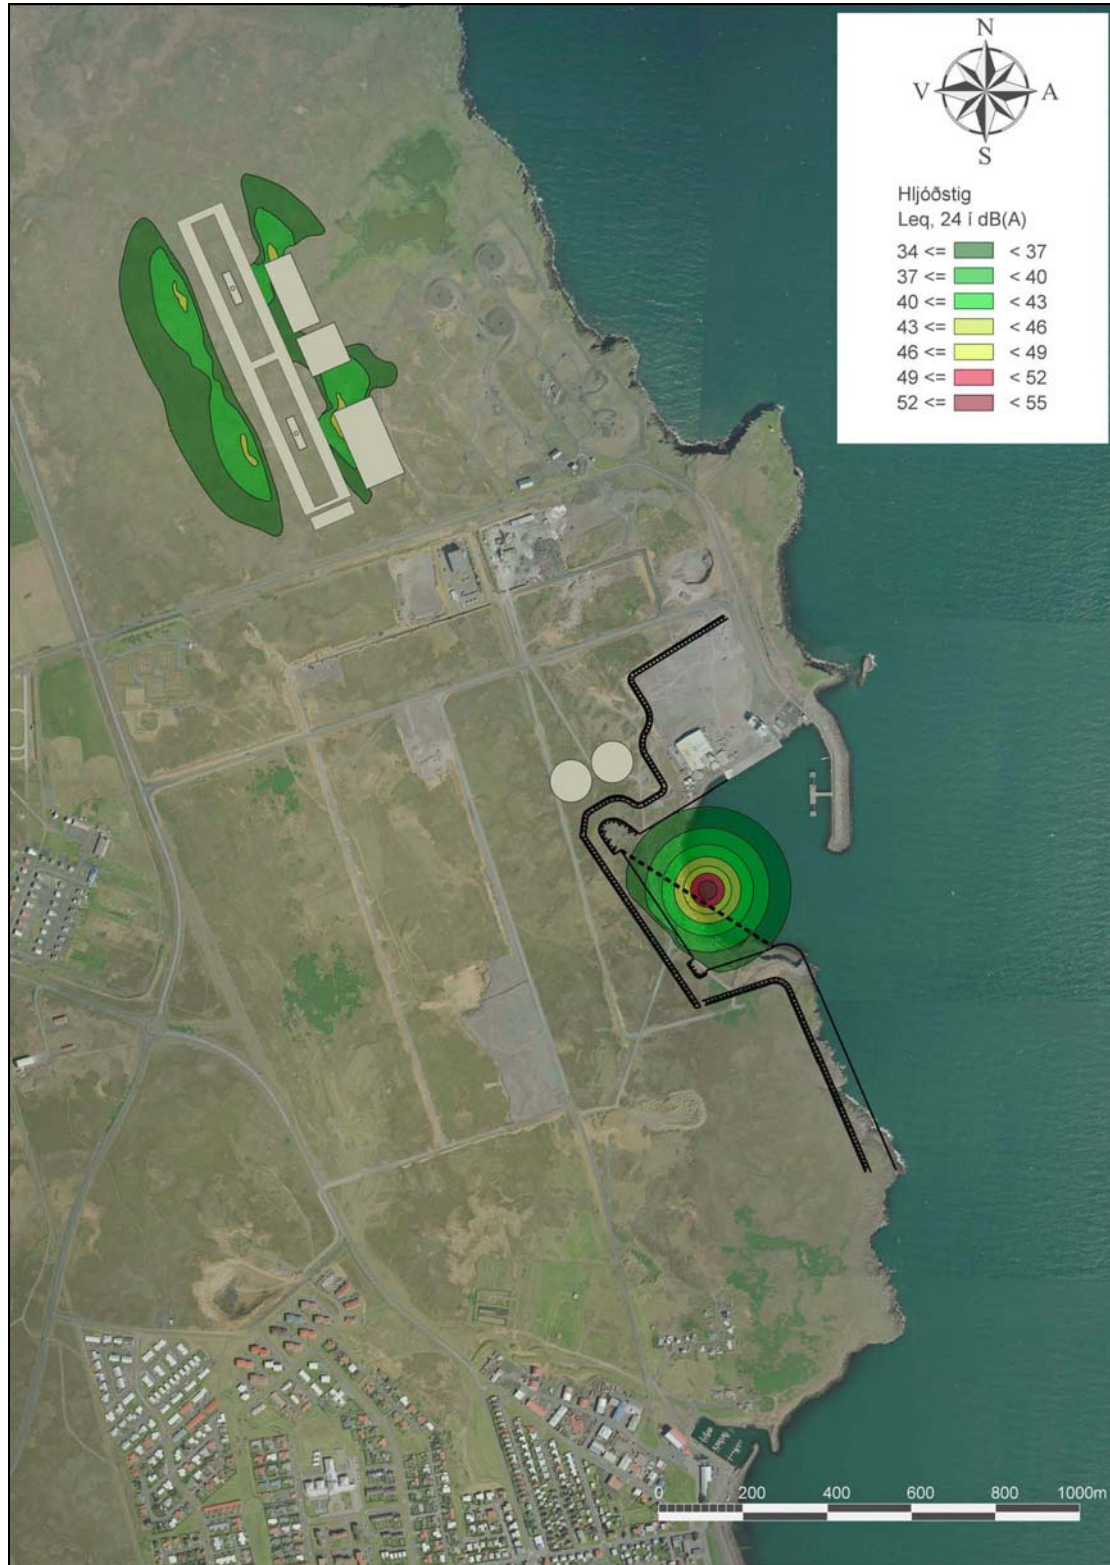 N
V A
S
Hljóðstig
Leq, 24 í dB(A)
34 <= < 37
37 <= < 40
40 <= < 43
43 <= < 46
46 <= < 49
49 <= < 52
52 <= < 55
0 200 400 600 800 1000m